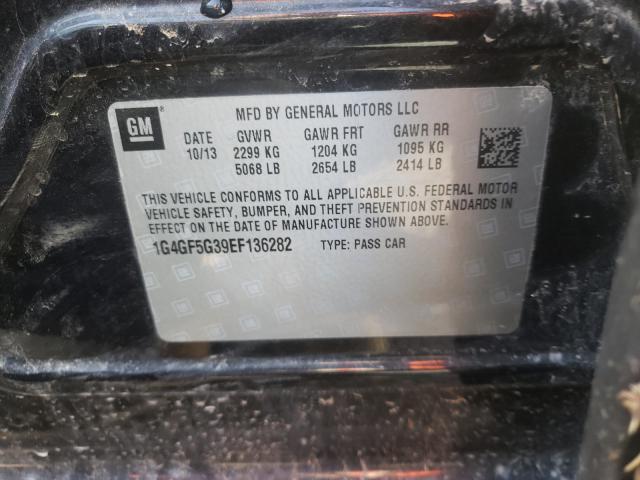 GM ®
MFD BY GENERAL MOTORS LLC
DATE GVWR GAWR FRT GAWR RR
10/13 2299 KG 1204 KG 1095 KG
5068 LB 2654 LB 2414 LB
THIS VEHICLE CONFORMS TO ALL APPLICABLE U.S. FEDERAL MOTOR
VEHICLE SAFETY, BUMPER, AND THEFT PREVENTION STANDARDS IN
EFFECT ON THE DATE OF MANUFACTURE SHOWN ABOVE.
1G4GF5G39EF136282 TYPE: PASS CAR